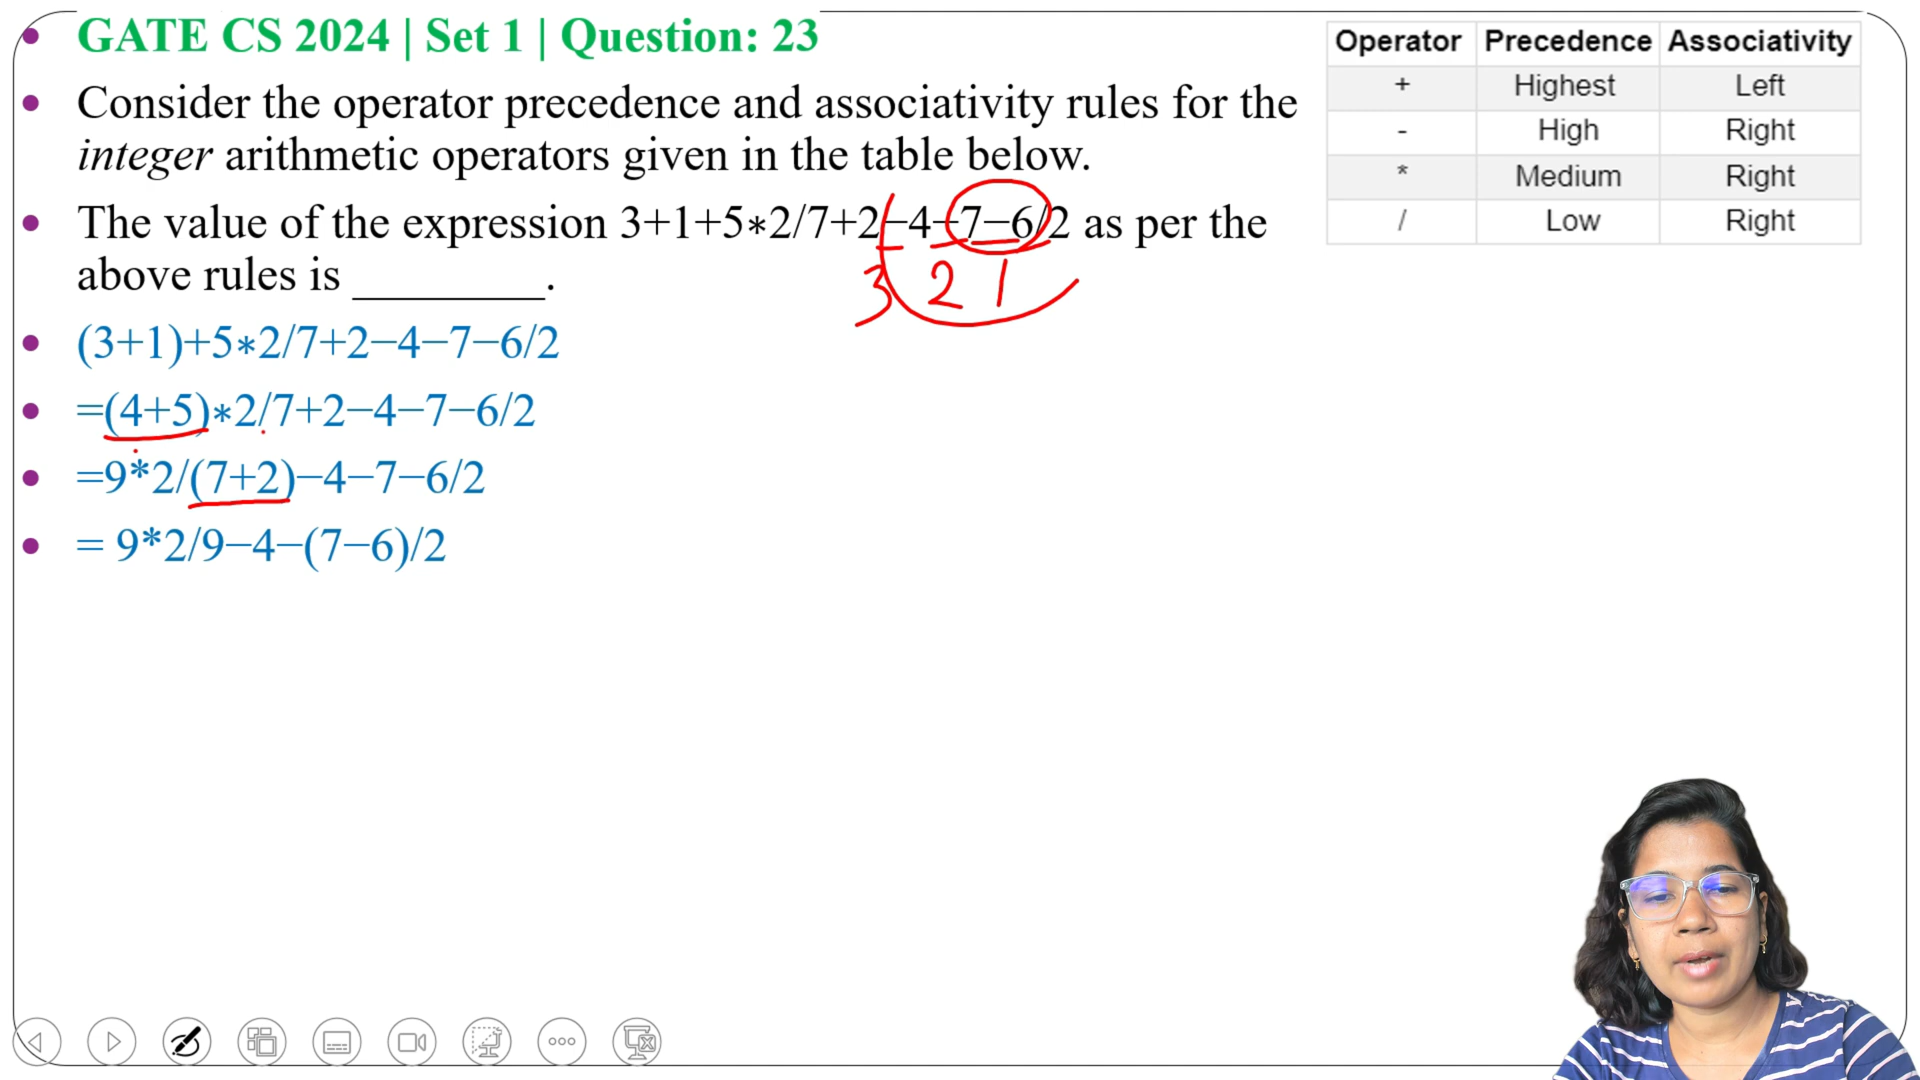 GATE CS 2024 | Set 1 | Question: 23
Consider the operator precedence and associativity rules for the
integer arithmetic operators given in the table below.
The value of the expression 3+1+5*2/7+2−4−7−6/2 as per the
above rules is _________.
3 2 1
(3+1)+5*2/7+2−4−7−6/2
=(4+5)*2/7+2−4−7−6/2
=9*2/(7+2)−4−7−6/2
= 9*2/9−4−(7−6)/2
Operator Precedence Associativity
+ Highest Left
- High Right
* Medium Right
/ Low Right